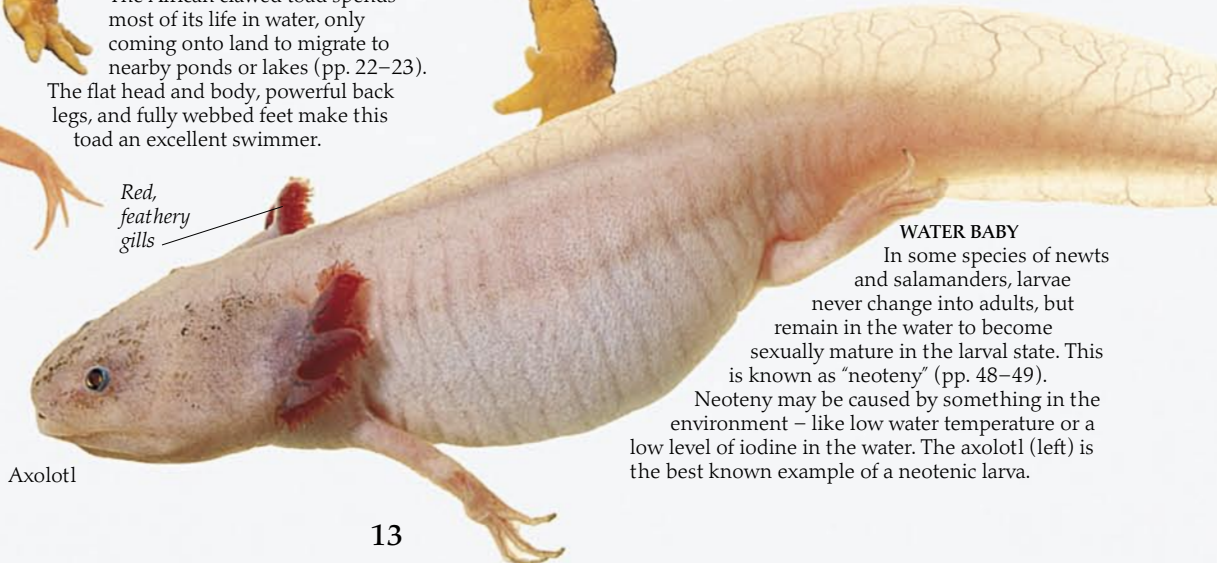 The African clawed toad spends
most of its life in water, only
coming onto land to migrate to
nearby ponds or lakes (pp. 22–23).
The flat head and body, powerful back
legs, and fully webbed feet make this
toad an excellent swimmer.
Red,
feathery
gills
WATER BABY
In some species of newts
and salamanders, larvae
never change into adults, but
remain in the water to become
sexually mature in the larval state. This
is known as “neoteny” (pp. 48–49).
Neoteny may be caused by something in the
environment – like low water temperature or a
low level of iodine in the water. The axolotl (left) is
the best known example of a neotenic larva.
Axolotl
13